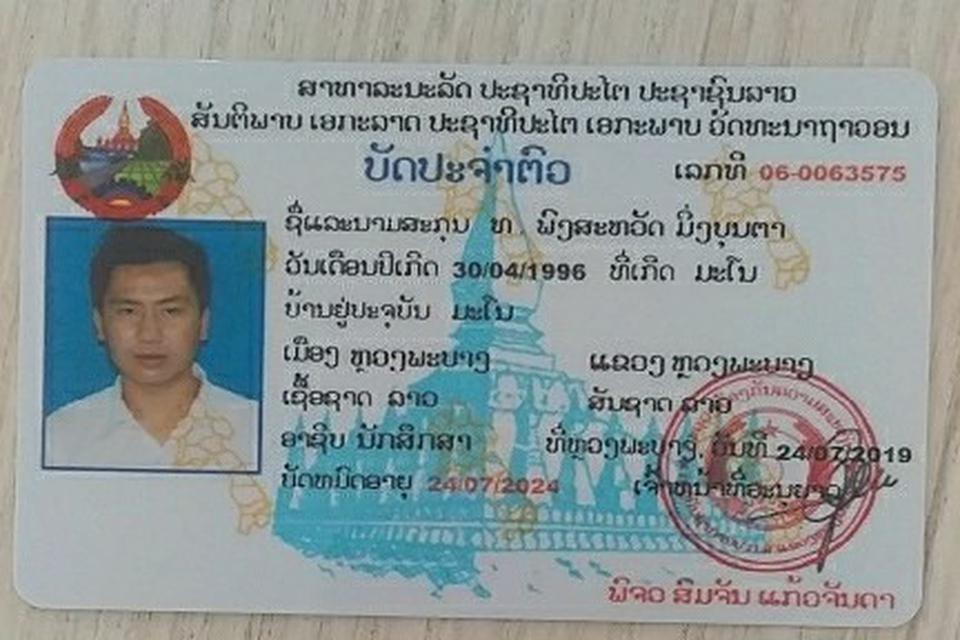 ສາທາລະນະລັດ ປະຊາທິປະໄຕ ປະຊາຊົນລາວ
ສັນຕິພາບ ເອກະລາດ ປະຊາທິປະໄຕ ເອກະພາບ ວັດທະນາຖາວອນ
ບັດປະຈຳຕົວ ເລກທີ 06-0063575
ຊື່ແລະນາມສະກຸນ ທ. ພົງສະຫວັດ ມິ່ງບຸນຕາ
ວັນເດືອນປີເກີດ 30/04/1996 ທີ່ເກີດ ມະໂນ
ບ້ານຢູ່ປະຈຸບັນ ມະໂນ
ເມືອງ ຫຼວງພະບາງ ແຂວງ ຫຼວງພະບາງ
ເຊື້ອຊາດ ລາວ ສັນຊາດ ລາວ
ອາຊີບ ນັກສຶກສາ ທີ່ຫຼວງພະບາງ, ວັນທີ 24/07/2019
ບັດຫມົດອາຍຸ 24/07/2024 ເຈົ້າຫນ້າທີ່ອະນຸຍາດ
ພິຈວ ສົມຈັນ ແກ້ວຈັນດາ